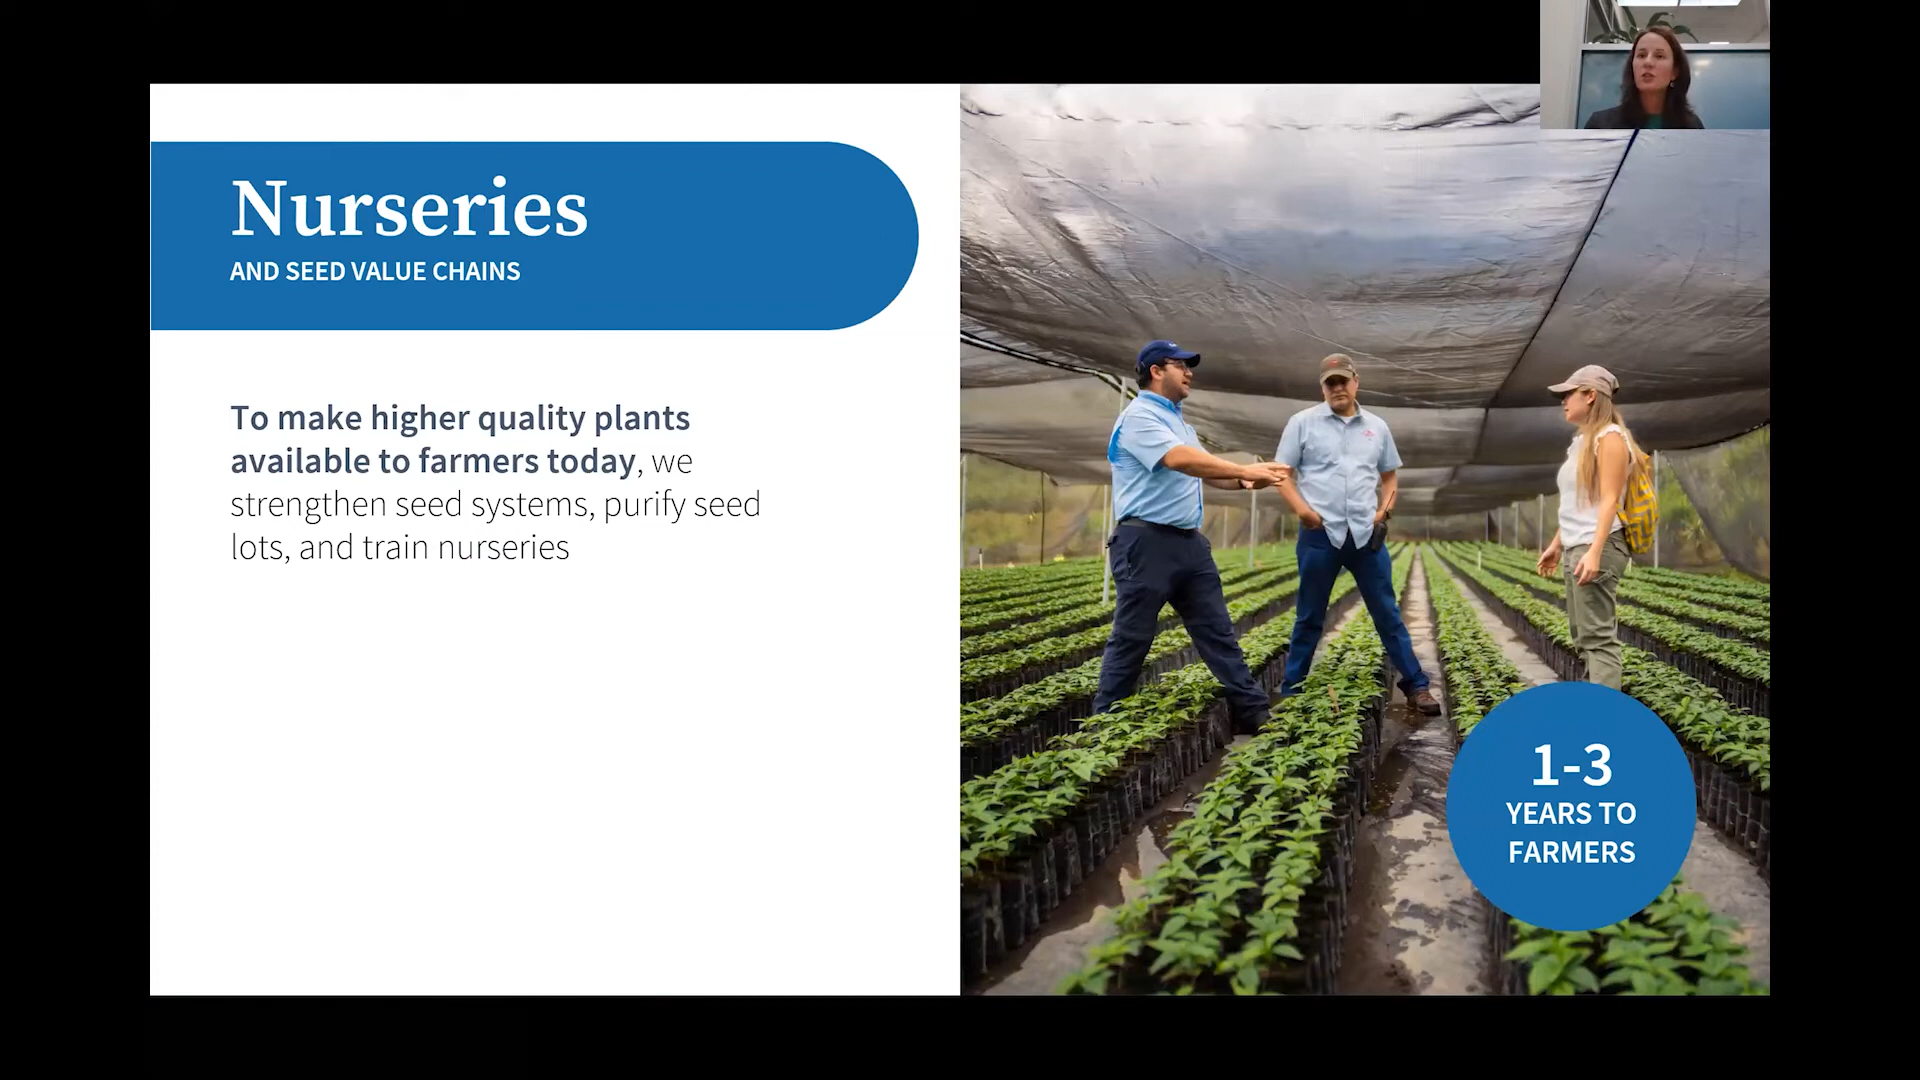 Nurseries
AND SEED VALUE CHAINS
To make higher quality plants
available to farmers today, we
strengthen seed systems, purify seed
lots, and train nurseries
1-3
YEARS TO
FARMERS